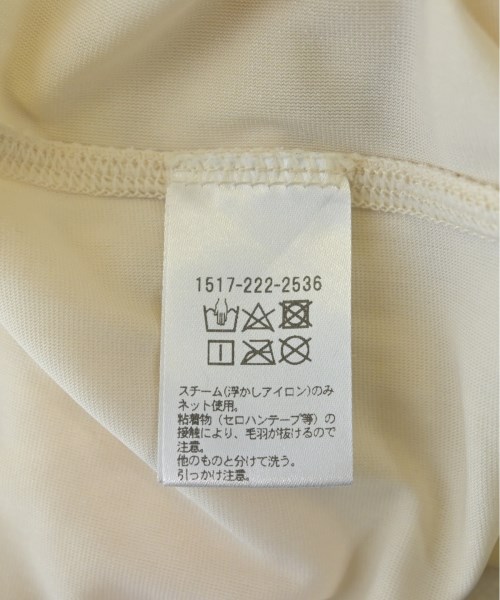 1517-222-2536
スチーム(浮かしアイロン)のみ
ネット使用。
粘着物(セロハンテープ等)の
接触により、毛羽が抜けるので
注意。
他のものと分けて洗う。
引っかけ注意。